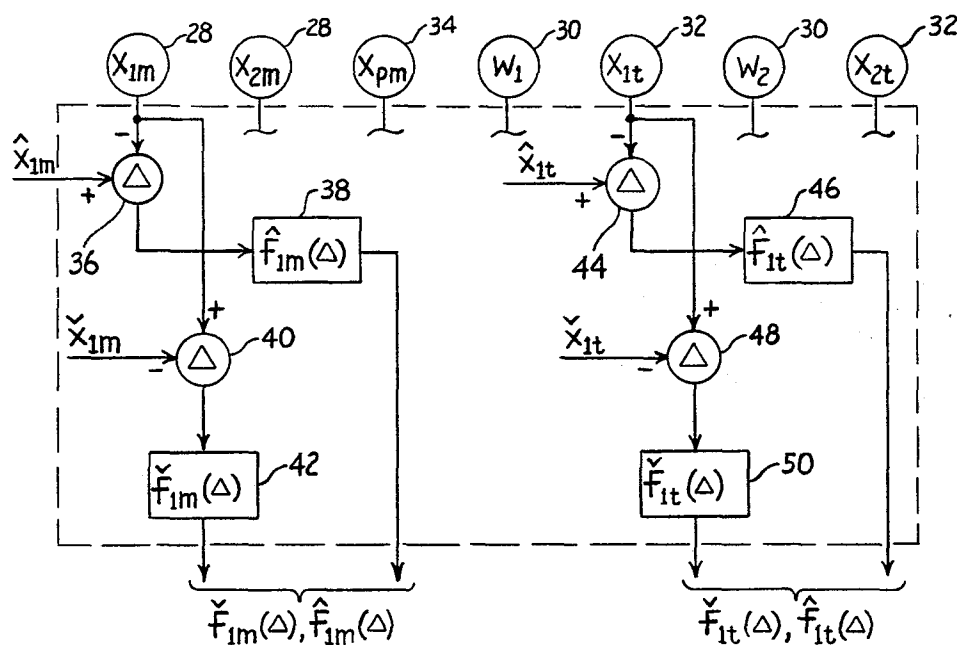 28 28 34 30 32 30 32
X₁ₘ X₂ₘ Xₚₘ W₁ X₁ₜ W₂ X₂ₜ
- -
X̂₁ₘ + Δ X̂₁ₜ + Δ
36 38 44 46
f̂₁ₘ(Δ) f̂₁ₜ(Δ)
+ +
X̌₁ₘ - Δ 40 X̌₁ₜ - Δ 48
f̌₁ₘ(Δ) 42 f̌₁ₜ(Δ) 50
f̌₁ₘ(Δ), f̂₁ₘ(Δ) f̌₁ₜ(Δ), f̂₁ₜ(Δ)